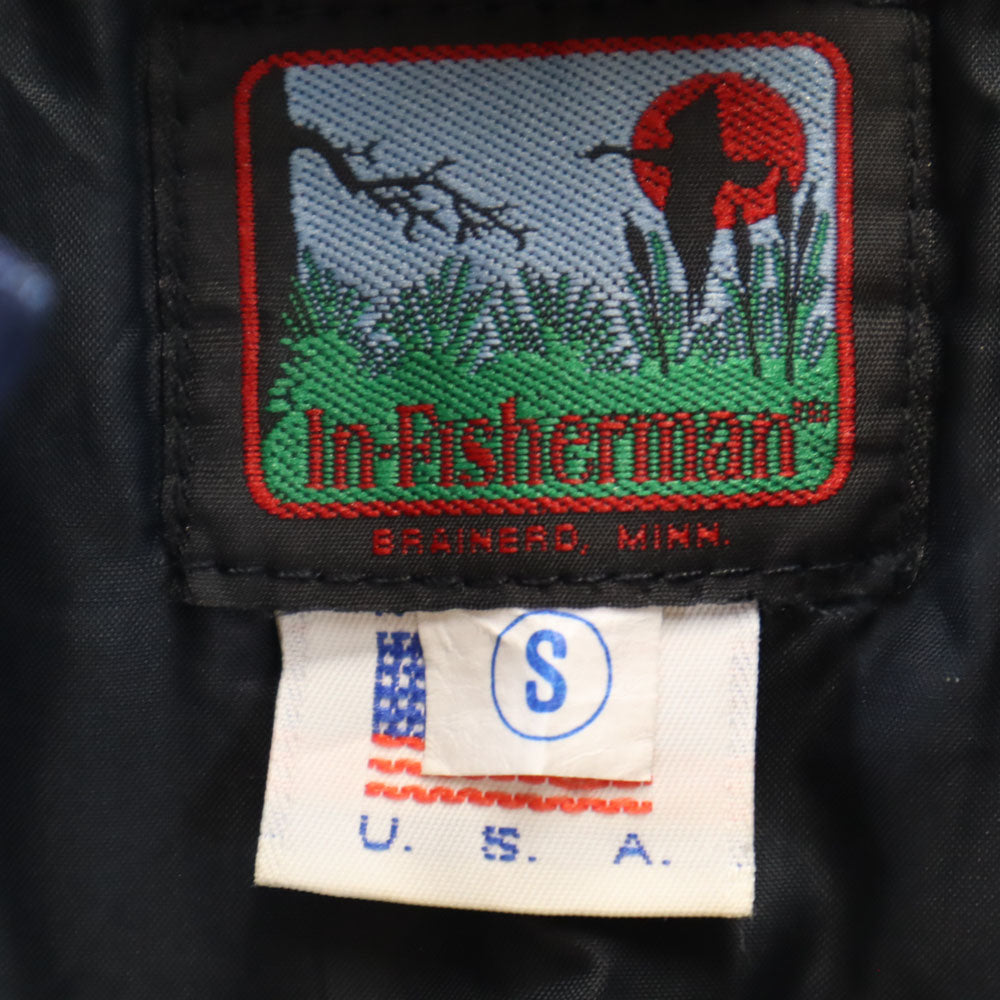 In-Fisherman™
BRAINERD, MINN.
S
U. S. A.